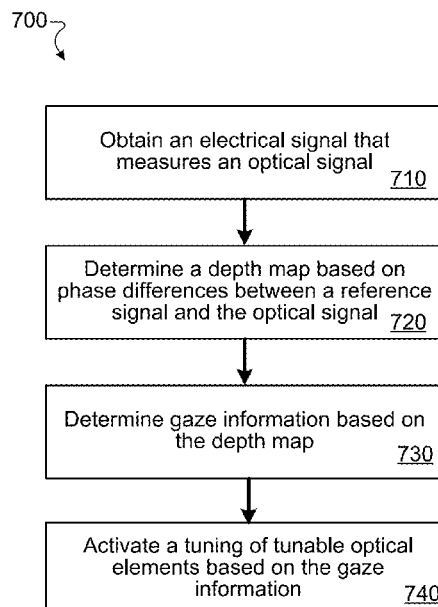 700
Obtain an electrical signal that
measures an optical signal
710
Determine a depth map based on
phase differences between a reference
signal and the optical signal
720
Determine gaze information based on
the depth map
730
Activate a tuning of tunable optical
elements based on the gaze
information
740